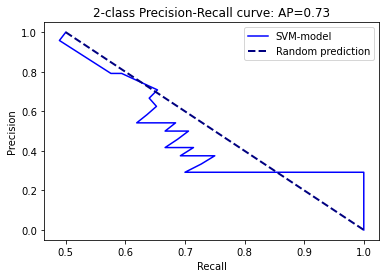 2-class Precision-Recall curve: AP=0.73
SVM-model
Random prediction
Precision
1.0
0.8
0.6
0.4
0.2
0.0
0.5 0.6 0.7 0.8 0.9 1.0
Recall